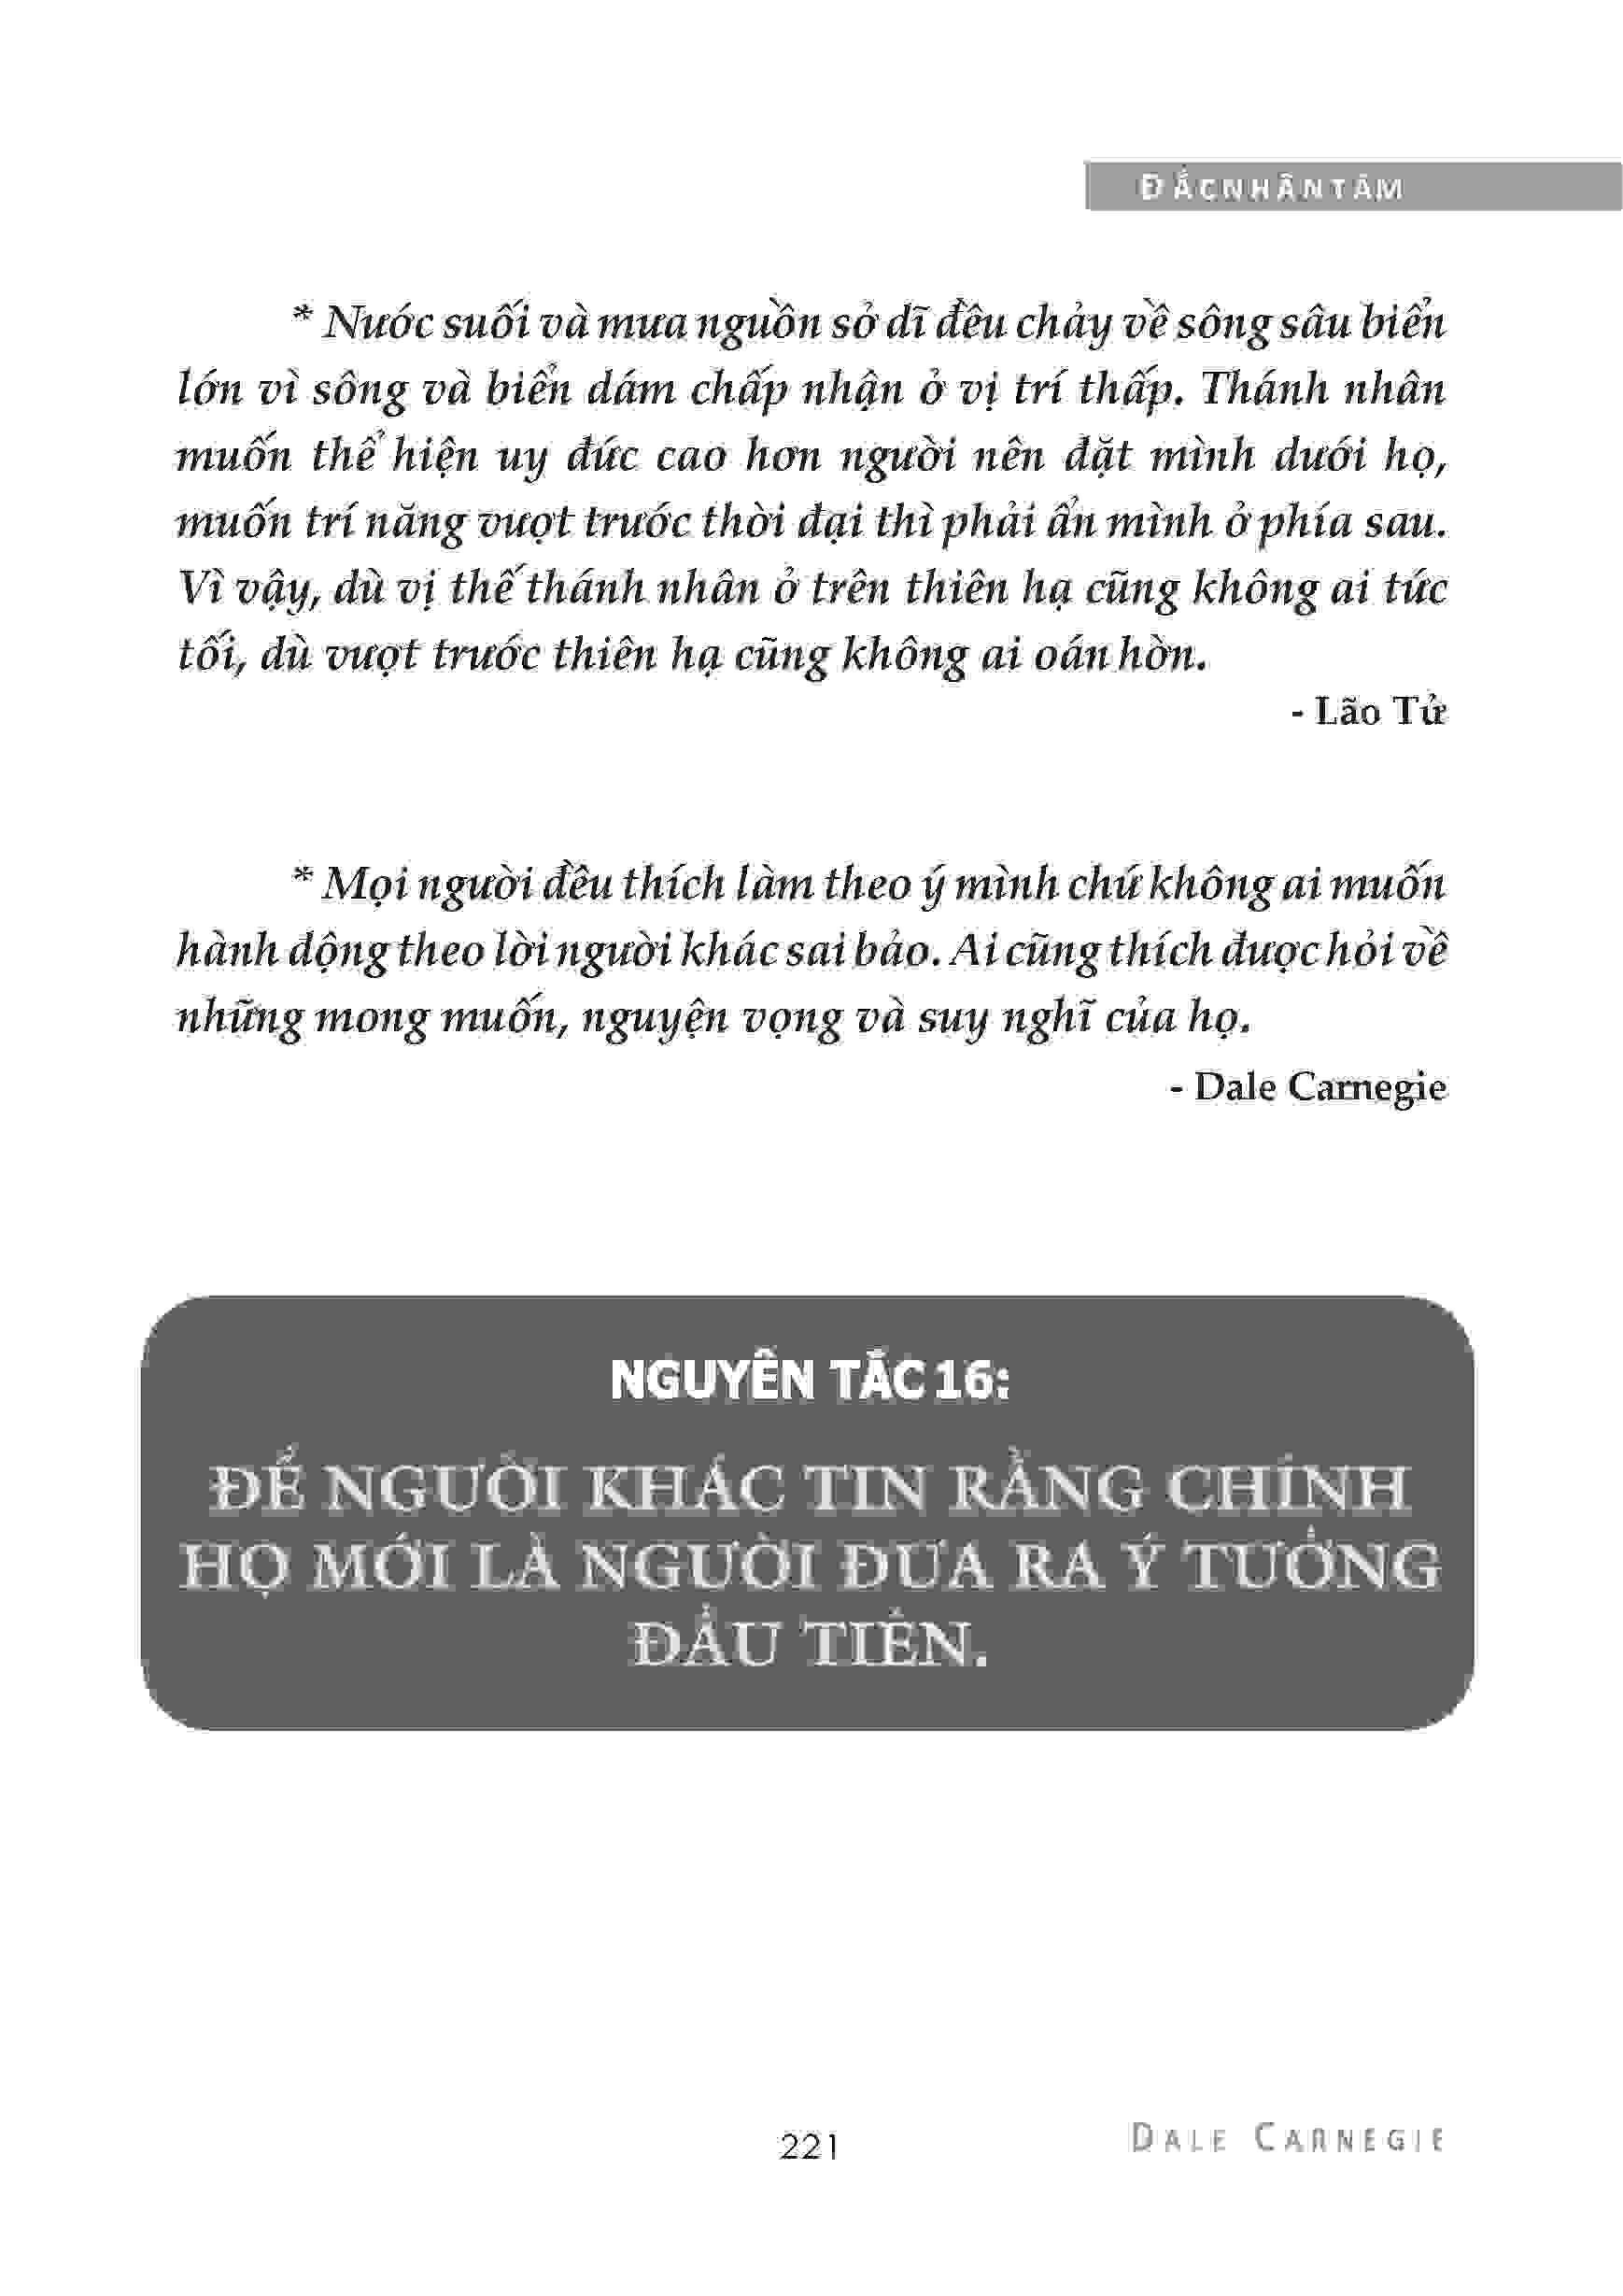 ĐẮCNHÂNTÂM
* Nước suối và mưa nguồn sở dĩ đều chảy về sông sâu biển
lớn vì sông và biển dám chấp nhận ở vị trí thấp. Thánh nhân
muốn thể hiện uy đức cao hơn người nên đặt mình dưới họ,
muốn trí năng vượt trước thời đại thì phải ẩn mình ở phía sau.
Vì vậy, dù vị thế thánh nhân ở trên thiên hạ cũng không ai tức
tối, dù vượt trước thiên hạ cũng không ai oán hờn.
- Lão Tử
* Mọi người đều thích làm theo ý mình chứ không ai muốn
hành động theo lời người khác sai bảo. Ai cũng thích được hỏi về
những mong muốn, nguyện vọng và suy nghĩ của họ.
- Dale Carnegie
NGUYÊN TẮC 16:
ĐỂ NGƯỜI KHÁC TIN RẰNG CHÍNH
HỌ MỚI LÀ NGƯỜI ĐƯA RA Ý TƯỞNG
ĐẦU TIÊN.
221
DALE CARNEGIE